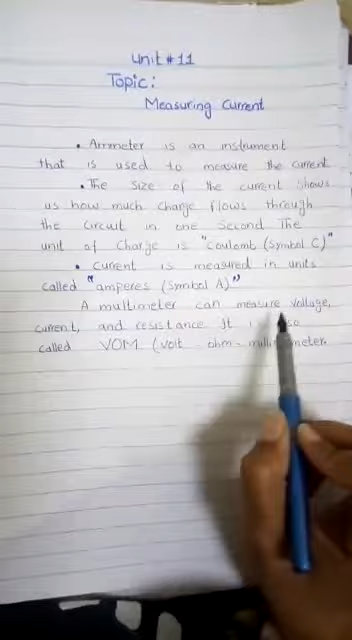 Unit # 11
Topic:
Measuring Current
• Ammeter is an instrument
that is used to measure the current
• The size of the current shows
us how much charge flows through
the circuit in one second The
unit of charge is "Coulomb (Symbol C)"
• Current is measured in units
called "amperes (Symbol A)"
A multimeter can measure voltage,
current, and resistance It is
called VOM (volt - ohm -